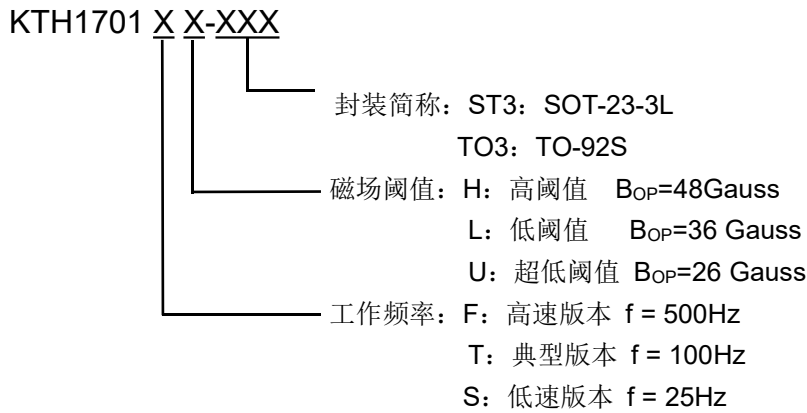 KTH1701 X X-XXX
封装简称：ST3：SOT-23-3L
TO3：TO-92S
磁场阈值：H：高阈值 BOP=48Gauss
L：低阈值 BOP=36 Gauss
U：超低阈值 BOP=26 Gauss
工作频率：F：高速版本 f = 500Hz
T：典型版本 f = 100Hz
S：低速版本 f = 25Hz